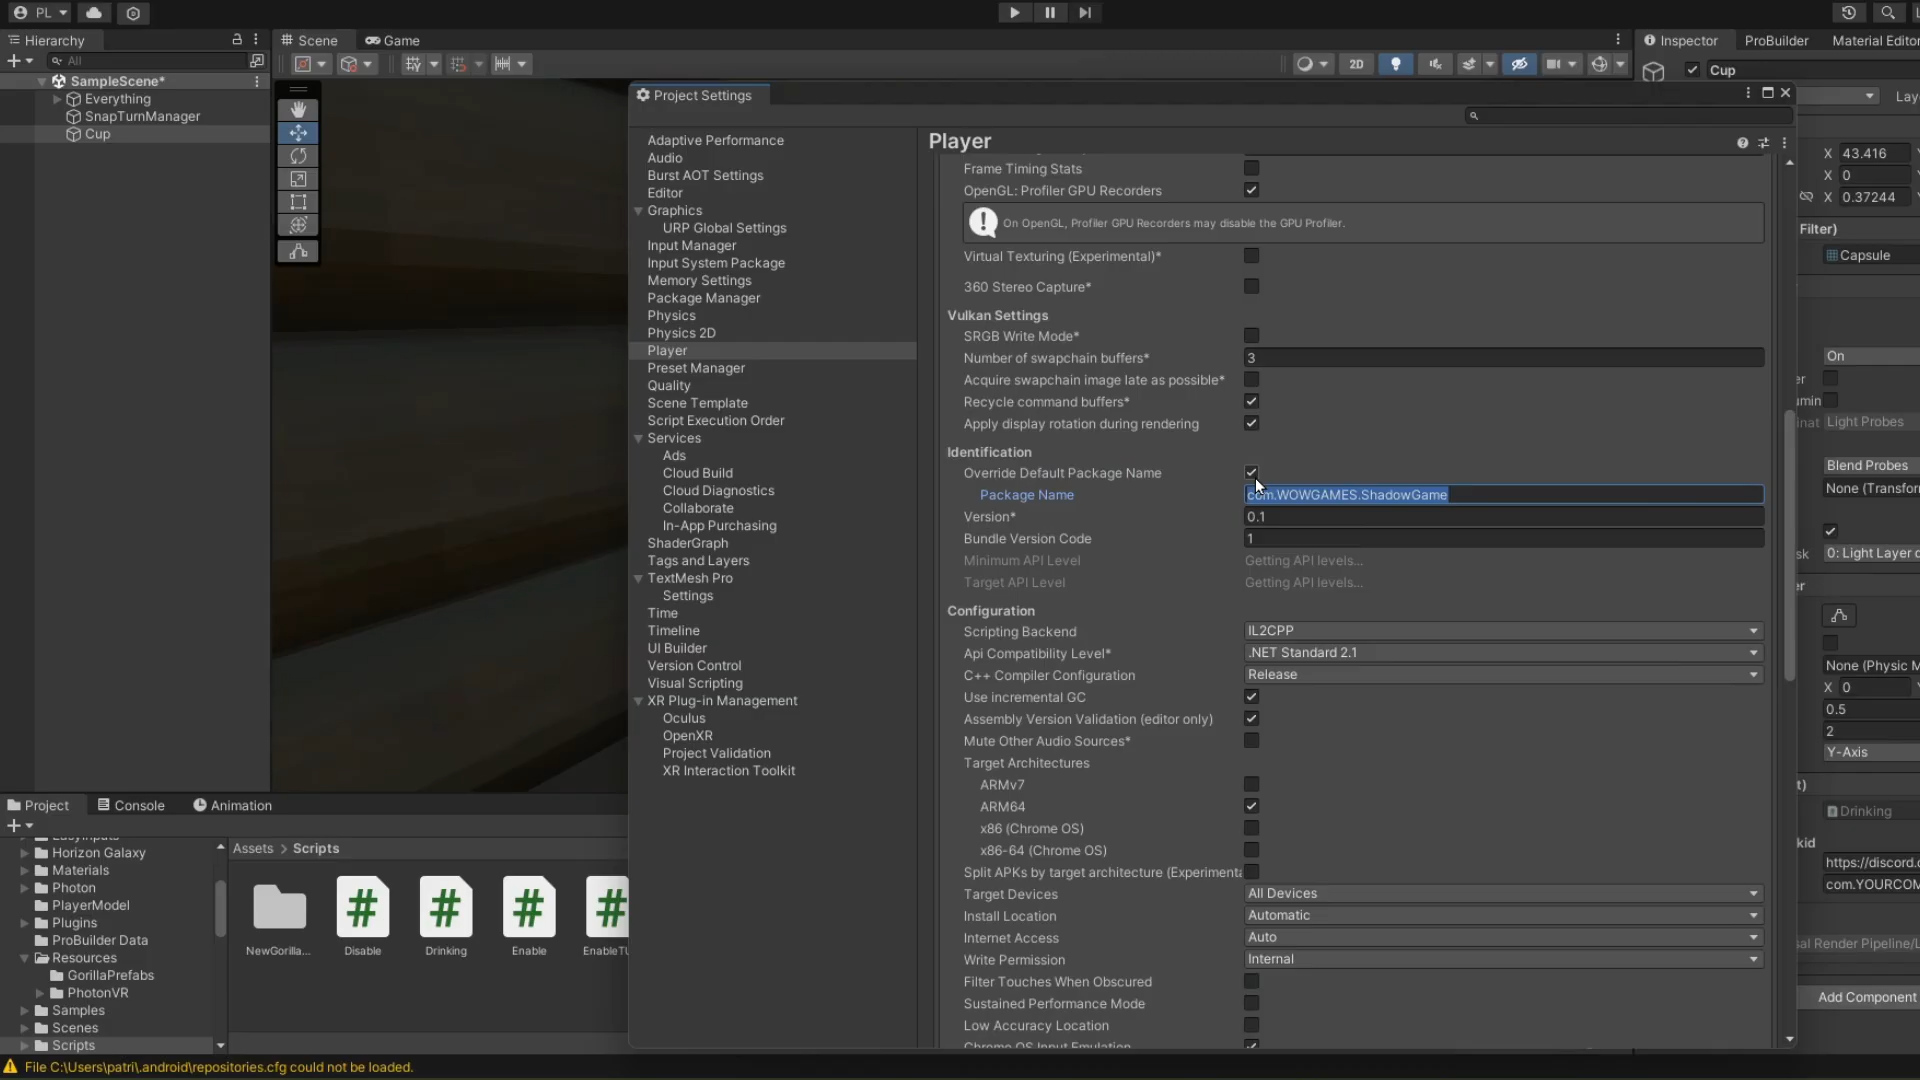 PL
Hierarchy
All
SampleScene*
Everything
SnapTurnManager
Cup
Scene
Game
2D
Inspector
ProBuilder
Material Editor
Cup
Project Settings
Adaptive Performance
Audio
Burst AOT Settings
Editor
Graphics
URP Global Settings
Input Manager
Input System Package
Memory Settings
Package Manager
Physics
Physics 2D
Player
Preset Manager
Quality
Scene Template
Script Execution Order
Services
Ads
Cloud Build
Cloud Diagnostics
Collaborate
In-App Purchasing
ShaderGraph
Tags and Layers
TextMesh Pro
Settings
Time
Timeline
UI Builder
Version Control
Visual Scripting
XR Plug-in Management
Oculus
OpenXR
Project Validation
XR Interaction Toolkit
Player
Frame Timing Stats
OpenGL: Profiler GPU Recorders
On OpenGL, Profiler GPU Recorders may disable the GPU Profiler.
Virtual Texturing (Experimental)*
360 Stereo Capture*
Vulkan Settings
SRGB Write Mode*
Number of swapchain buffers* 3
Acquire swapchain image late as possible*
Recycle command buffers*
Apply display rotation during rendering
Identification
Override Default Package Name
Package Name com.WOWGAMES.ShadowGame
Version* 0.1
Bundle Version Code 1
Minimum API Level Getting API levels...
Target API Level Getting API levels...
Configuration
Scripting Backend IL2CPP
Api Compatibility Level* .NET Standard 2.1
C++ Compiler Configuration Release
Use incremental GC
Assembly Version Validation (editor only)
Mute Other Audio Sources*
Target Architectures
ARMv7
ARM64
x86 (Chrome OS)
x86-64 (Chrome OS)
Split APKs by target architecture (Experimenta
Target Devices All Devices
Install Location Automatic
Internet Access Auto
Write Permission Internal
Filter Touches When Obscured
Sustained Performance Mode
Low Accuracy Location
Chrome OS Input Emulation
Lay
X 43.416
X 0
X 0.37244
Filter)
Capsule
On
Light Probes
Blend Probes
None (Transfor
0: Light Layer d
None (Physic M
X 0
0.5
2
Y-Axis
Drinking
kid
https://discord.c
com.YOURCOM
sal Render Pipeline/L
Add Component
Project
Console
Animation
EasyInputs
Horizon Galaxy
Materials
Photon
PlayerModel
Plugins
ProBuilder Data
Resources
GorillaPrefabs
PhotonVR
Samples
Scenes
Scripts
Assets > Scripts
NewGorilla...
Disable
Drinking
Enable
EnableTU
File C:\Users\patri\.android\repositories.cfg could not be loaded.